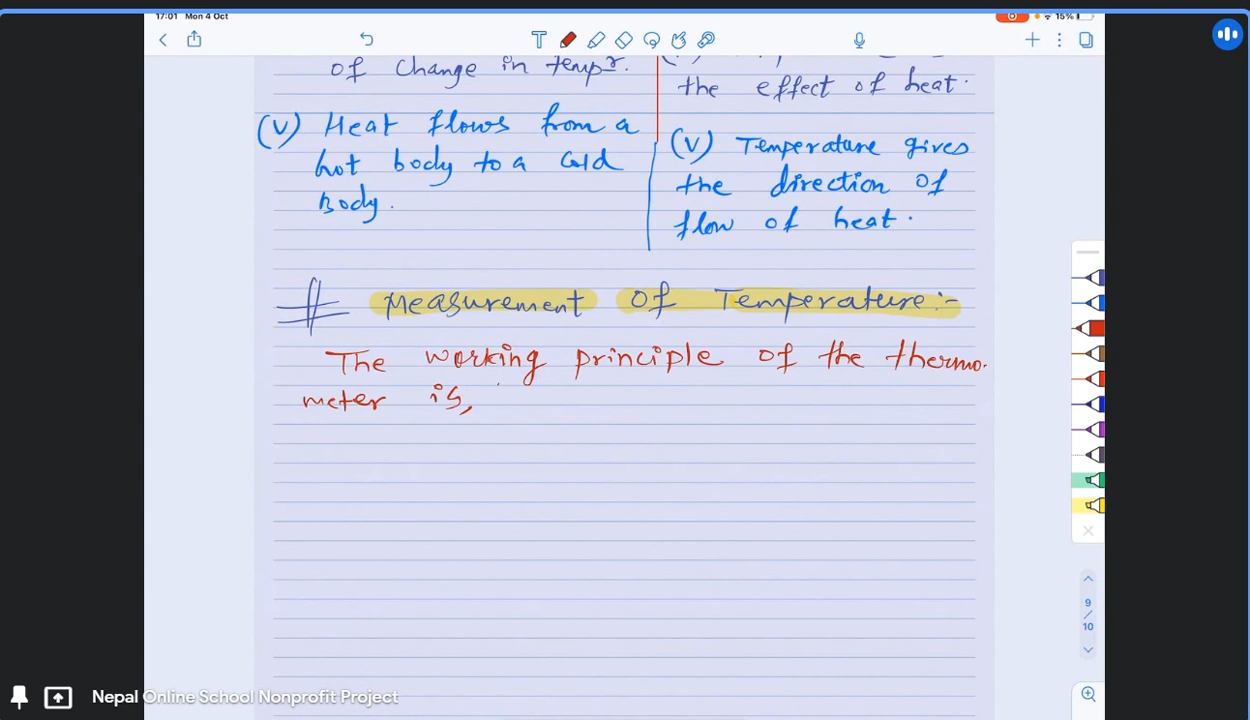 17:01 Mon 4 Oct
15%
of change in tempr.
the effect of heat.
(v) Heat flows from a
hot body to a cold
Body.
(v) Temperature gives
the direction of
flow of heat.
# Measurement of Temperature:-
The working principle of the thermo-
meter is,
9
/
10
Nepal Online School Nonprofit Project